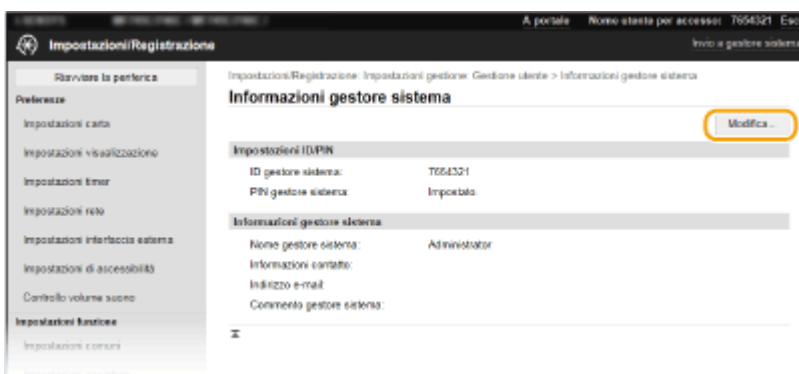 A portale Nome utente per accesso: 7654321 Esc
Impostazioni/Registrazione
Invio a gestore sistema
Riavviare la periferica
Impostazioni/Registrazione: Impostazioni gestione: Gestione utente > Informazioni gestore sistema
Preferenze
Informazioni gestore sistema
Impostazioni carta
Modifica...
Impostazioni visualizzazione
Impostazioni ID/PIN
ID gestore sistema: 7654321
Impostazioni timer
PIN gestore sistema: Impostato.
Impostazioni rete
Informazioni gestore sistema
Impostazioni interfaccia esterna
Nome gestore sistema: Administrator
Informazioni contatto:
Impostazioni di accessibilità
Indirizzo e-mail:
Controllo volume suono
Commento gestore sistema:
Impostazioni funzione
Impostazioni comuni